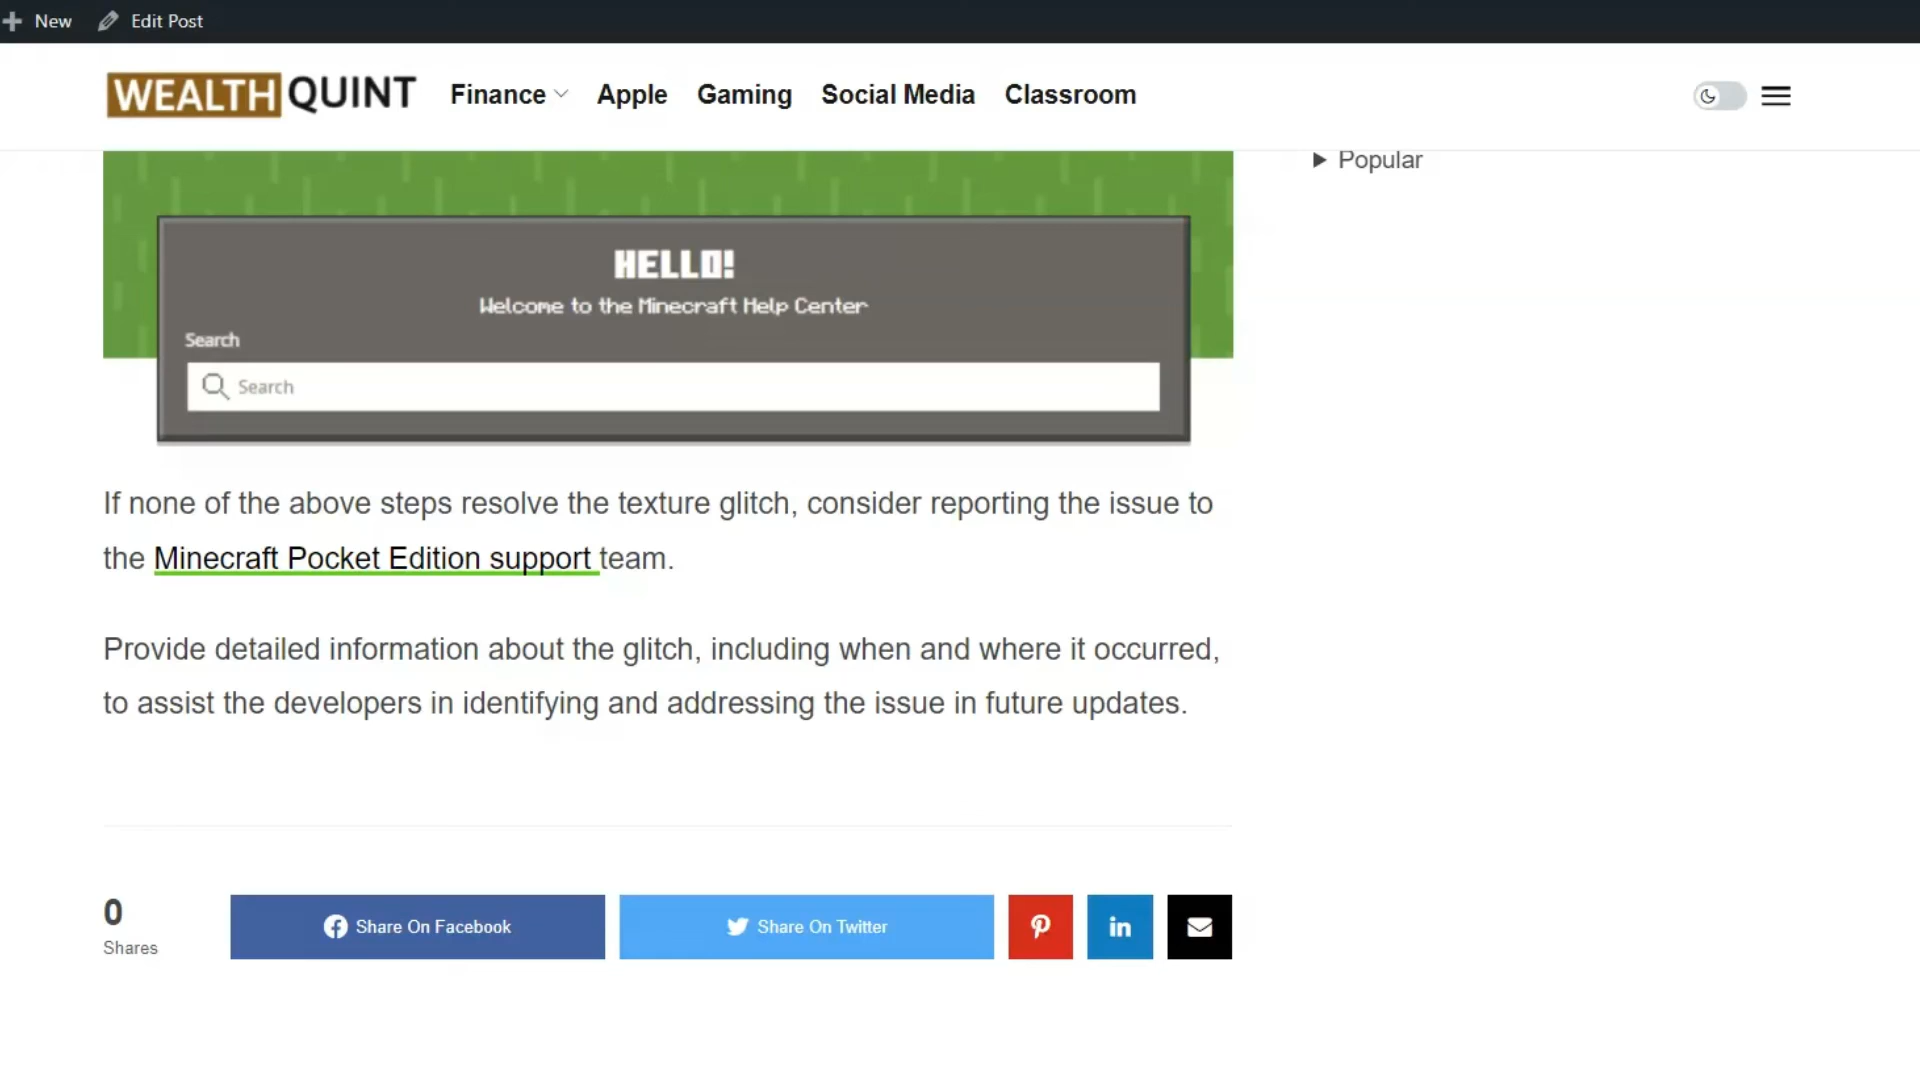 New Edit Post
WEALTH QUINT Finance Apple Gaming Social Media Classroom
Popular
HELLO!
Welcome to the Minecraft Help Center
Search
Search
If none of the above steps resolve the texture glitch, consider reporting the issue to
the Minecraft Pocket Edition support team.
Provide detailed information about the glitch, including when and where it occurred,
to assist the developers in identifying and addressing the issue in future updates.
0
Shares
Share On Facebook
Share On Twitter
in